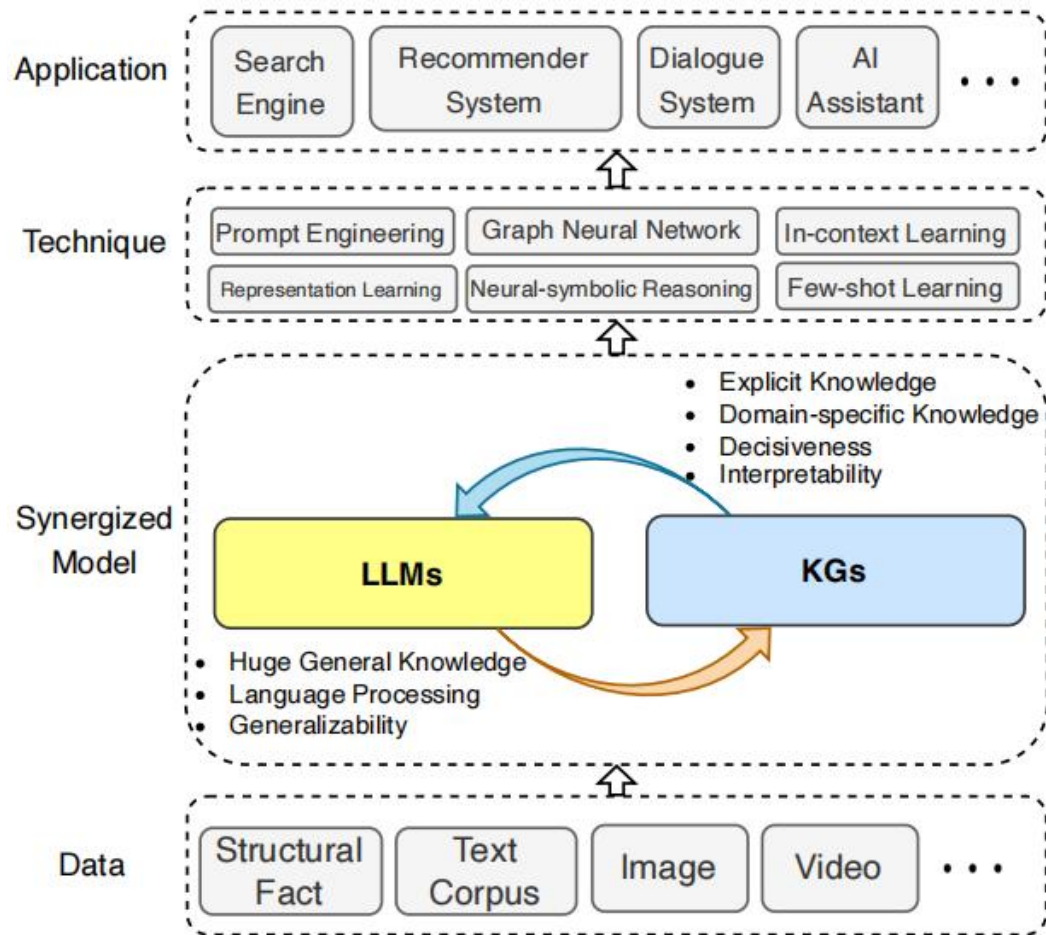 Application
Search
Engine
Recommender
System
Dialogue
System
AI
Assistant
• • •
Technique
Prompt Engineering
Graph Neural Network
In-context Learning
Representation Learning
Neural-symbolic Reasoning
Few-shot Learning
Synergized
Model
• Explicit Knowledge
• Domain-specific Knowledge
• Decisiveness
• Interpretability
LLMs
KGs
• Huge General Knowledge
• Language Processing
• Generalizability
Data
Structural
Fact
Text
Corpus
Image
Video
• • •